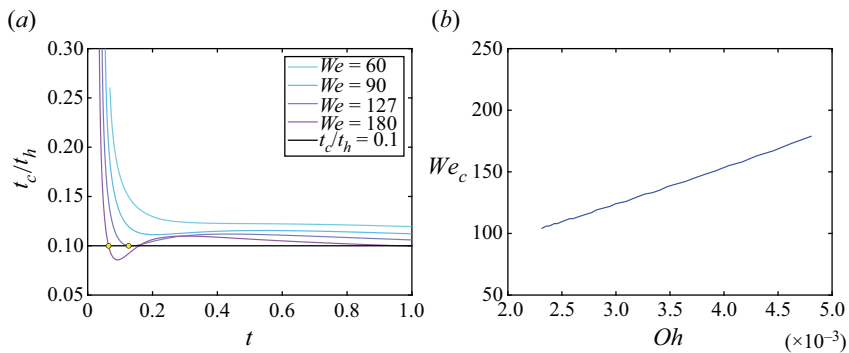 (a)
0.30
0.25
0.20
0.15
0.10
0.05
t_c/t_h
0
0.2
0.4
0.6
0.8
1.0
t
We = 60
We = 90
We = 127
We = 180
t_c/t_h = 0.1
(b)
250
200
150
100
50
We_c
2.0
2.5
3.0
3.5
4.0
4.5
5.0
Oh
(×10⁻³)